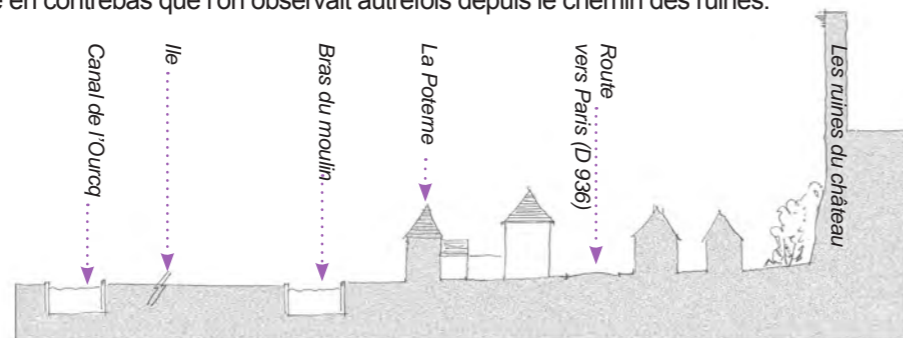 e en contrebas que l'on observait autrefois depuis le chemin des ruines.
Canal de l'Ourcq
Ile
Bras du moulin
La Poterne
Route
vers Paris (D 936)
Les ruines du château